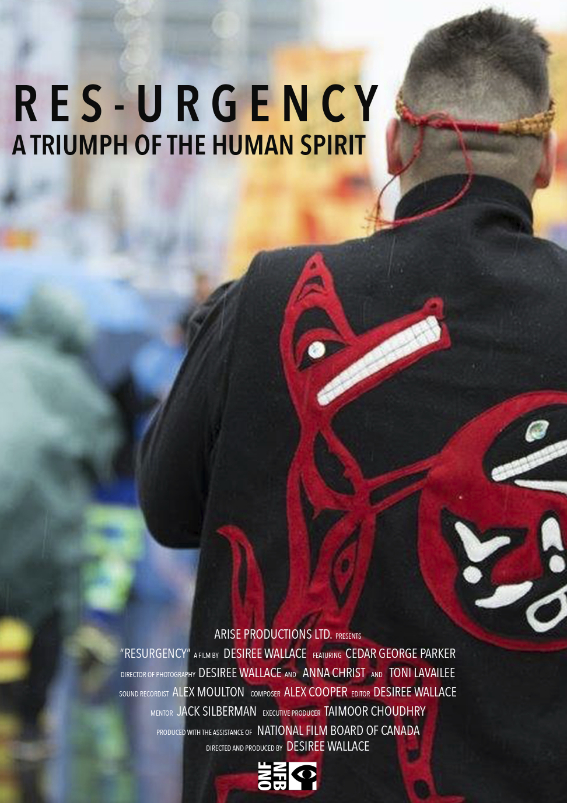 RES-URGENCY
A TRIUMPH OF THE HUMAN SPIRIT
ARISE PRODUCTIONS LTD. PRESENTS
"RESURGENCY" A FILM BY DESIREE WALLACE FEATURING CEDAR GEORGE PARKER
DIRECTOR OF PHOTOGRAPHY DESIREE WALLACE AND ANNA CHRIST AND TONI LAVAILEE
SOUND RECORDIST ALEX MOULTON COMPOSER ALEX COOPER EDITOR DESIREE WALLACE
MENTOR JACK SILBERMAN EXECUTIVE PRODUCER TAIMOOR CHOUDHRY
PRODUCED WITH THE ASSISTANCE OF NATIONAL FILM BOARD OF CANADA
DIRECTED AND PRODUCED BY DESIREE WALLACE
ONF
NFB